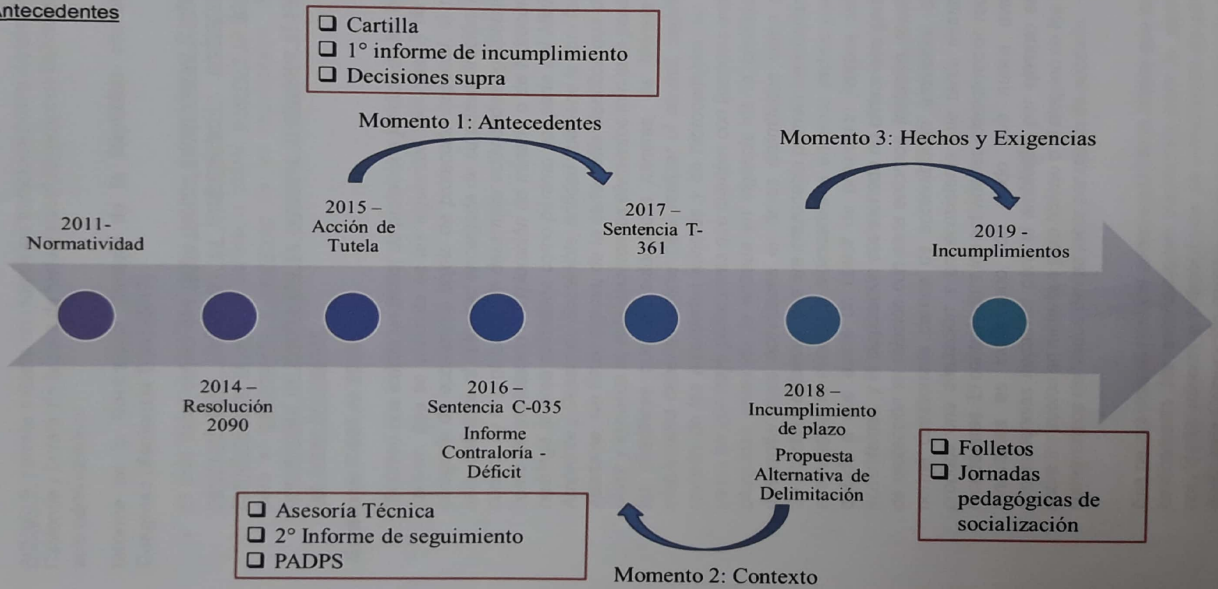 Antecedentes
❑ Cartilla
❑ 1° informe de incumplimiento
❑ Decisiones supra
Momento 1: Antecedentes
Momento 3: Hechos y Exigencias
2011-
Normatividad
2015 –
Acción de
Tutela
2017 –
Sentencia T-
361
2019 -
Incumplimientos
2014 –
Resolución
2090
2016 –
Sentencia C-035
Informe
Contraloría -
Déficit
2018 –
Incumplimiento
de plazo
Propuesta
Alternativa de
Delimitación
❑ Folletos
❑ Jornadas
pedagógicas de
socialización
❑ Asesoría Técnica
❑ 2° Informe de seguimiento
❑ PADPS
Momento 2: Contexto